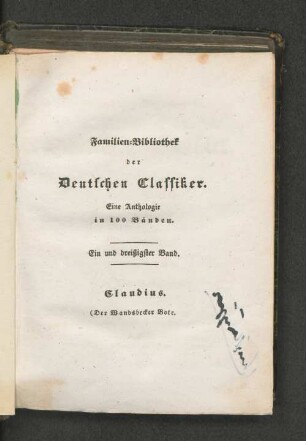 Familien-Bibliothek
der
Deutschen Classiker.
Eine Anthologie
in 100 Bänden.
Ein und dreißigster Band.
Claudius.
(Der Wandsbecker Bote.